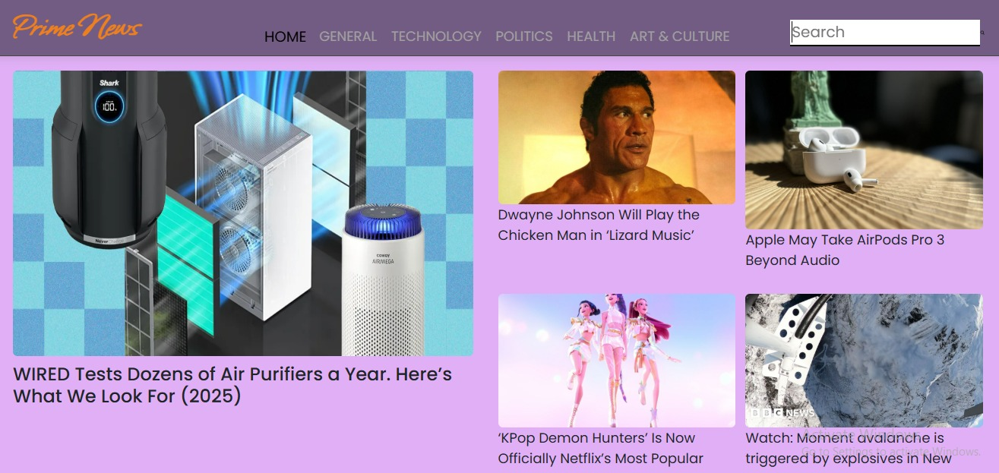 Prime News
HOME GENERAL TECHNOLOGY POLITICS HEALTH ART & CULTURE
Search
Shark
100%
NeverChange
COWAY
AIRMEGA
WIRED Tests Dozens of Air Purifiers a Year. Here’s
What We Look For (2025)
Dwayne Johnson Will Play the
Chicken Man in ‘Lizard Music’
Apple May Take AirPods Pro 3
Beyond Audio
‘KPop Demon Hunters’ Is Now
Officially Netflix’s Most Popular
BBC NEWS
Watch: Moment avalanche is
triggered by explosives in New
Activate Windows
Go to Settings to activate Windows.